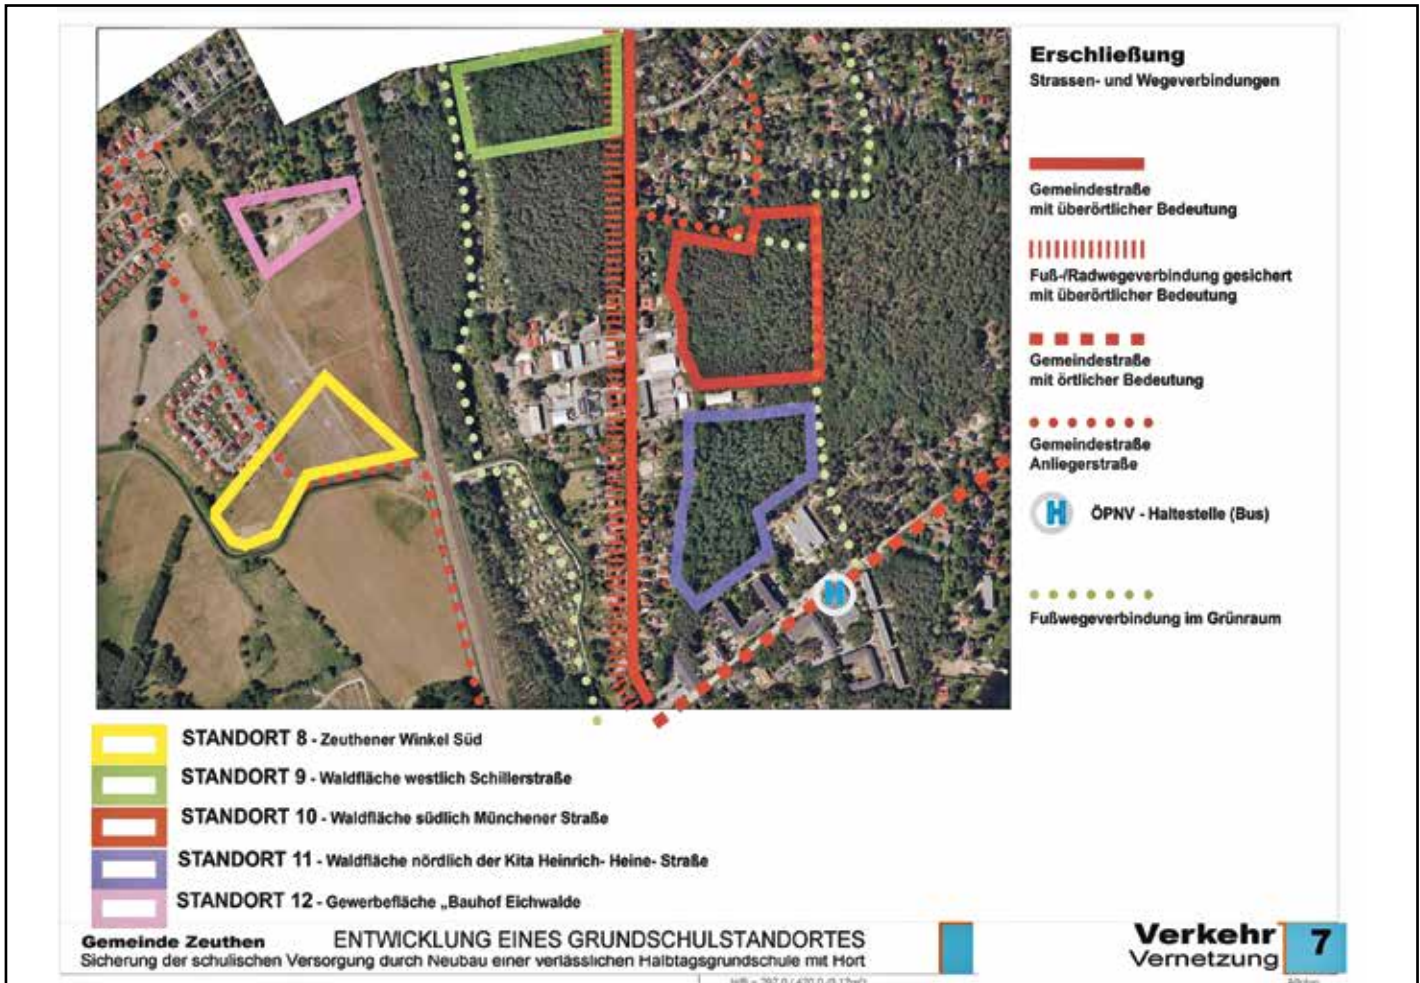 Erschließung
Strassen- und Wegeverbindungen
Gemeindestraße
mit überörtlicher Bedeutung
Fuß-/Radwegeverbindung gesichert
mit überörtlicher Bedeutung
Gemeindestraße
mit örtlicher Bedeutung
Gemeindestraße
Anliegerstraße
H ÖPNV - Haltestelle (Bus)
Fußwegeverbindung im Grünraum
H
STANDORT 8 - Zeuthener Winkel Süd
STANDORT 9 - Waldfläche westlich Schillerstraße
STANDORT 10 - Waldfläche südlich Münchener Straße
STANDORT 11 - Waldfläche nördlich der Kita Heinrich- Heine- Straße
STANDORT 12 - Gewerbefläche „Bauhof Eichwalde
Gemeinde Zeuthen ENTWICKLUNG EINES GRUNDSCHULSTANDORTES
Sicherung der schulischen Versorgung durch Neubau einer verlässlichen Halbtagsgrundschule mit Hort
Verkehr 7
Vernetzung